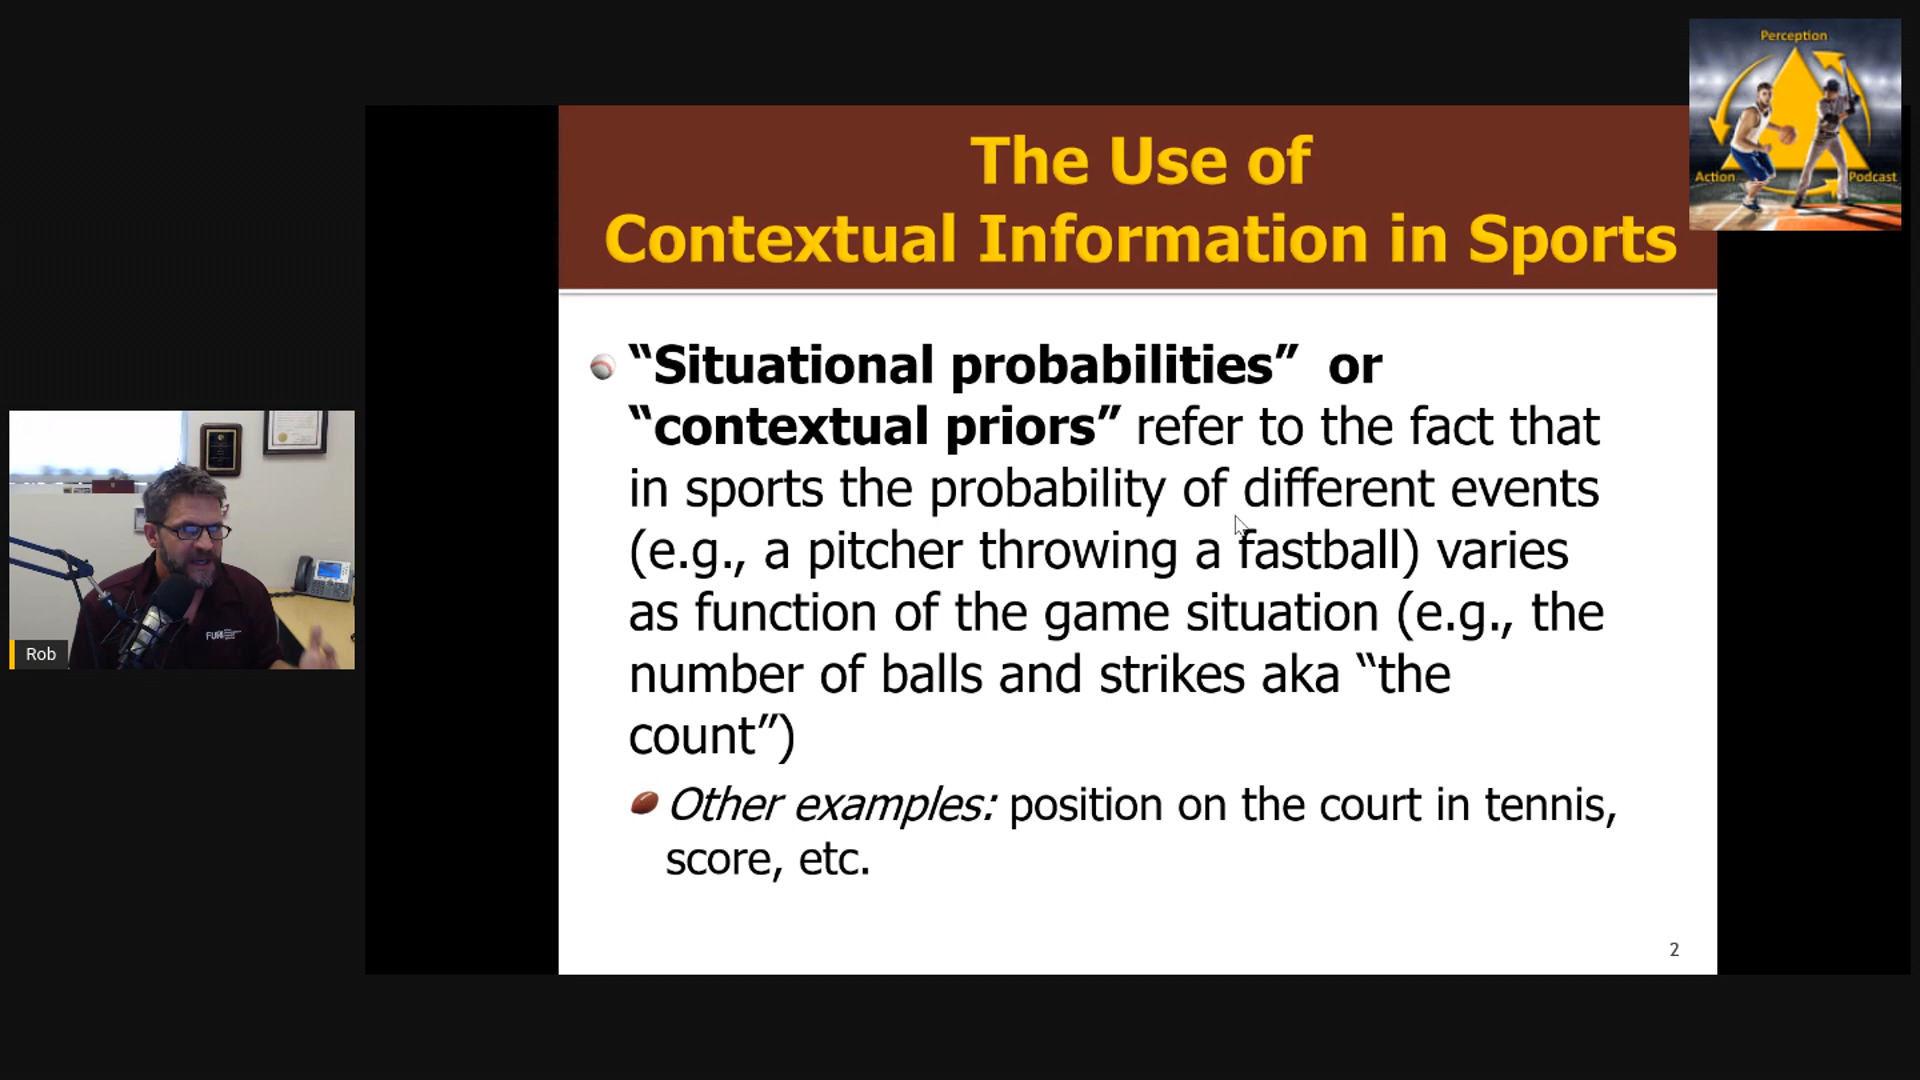 Perception
Action
Podcast
The Use of
Contextual Information in Sports
“Situational probabilities” or
“contextual priors” refer to the fact that
in sports the probability of different events
(e.g., a pitcher throwing a fastball) varies
as function of the game situation (e.g., the
number of balls and strikes aka “the
count”)
Other examples: position on the court in tennis,
score, etc.
2
Rob
FURI